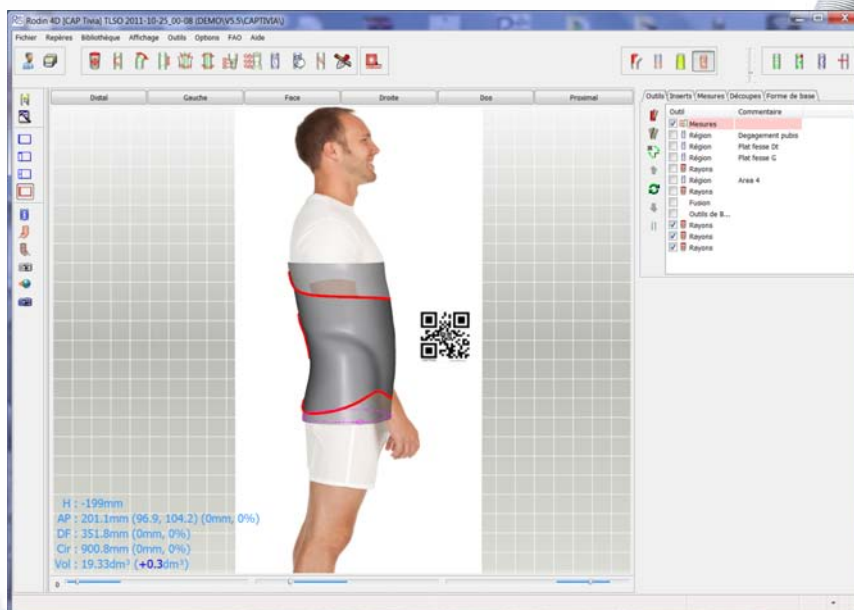 Rodin 4D [CAP Tivia] TLSO 2011-10-25_00-08 (DEMO\V5.5\CAPTIVIA\)
Fichier Repères Bibliothèque Affichage Outils Options FAO Aide
Distal Gauche Face Droite Dos Proximal
Outils Inserts Mesures Découpes Forme de base
Outil Commentaire
Mesures
Région Degagement pubis
Région Plat fesse Dt
Région Plat fesse G
Rayons
Région Area 4
Rayons
Fusion
Outils de B...
Rayons
Rayons
Rayons
H : -199mm
AP : 201.1mm (96.9, 104.2) (0mm, 0%)
DF : 351.8mm (0mm, 0%)
Cir : 900.8mm (0mm, 0%)
Vol : 19.33dm³ (+0.3dm³)
0